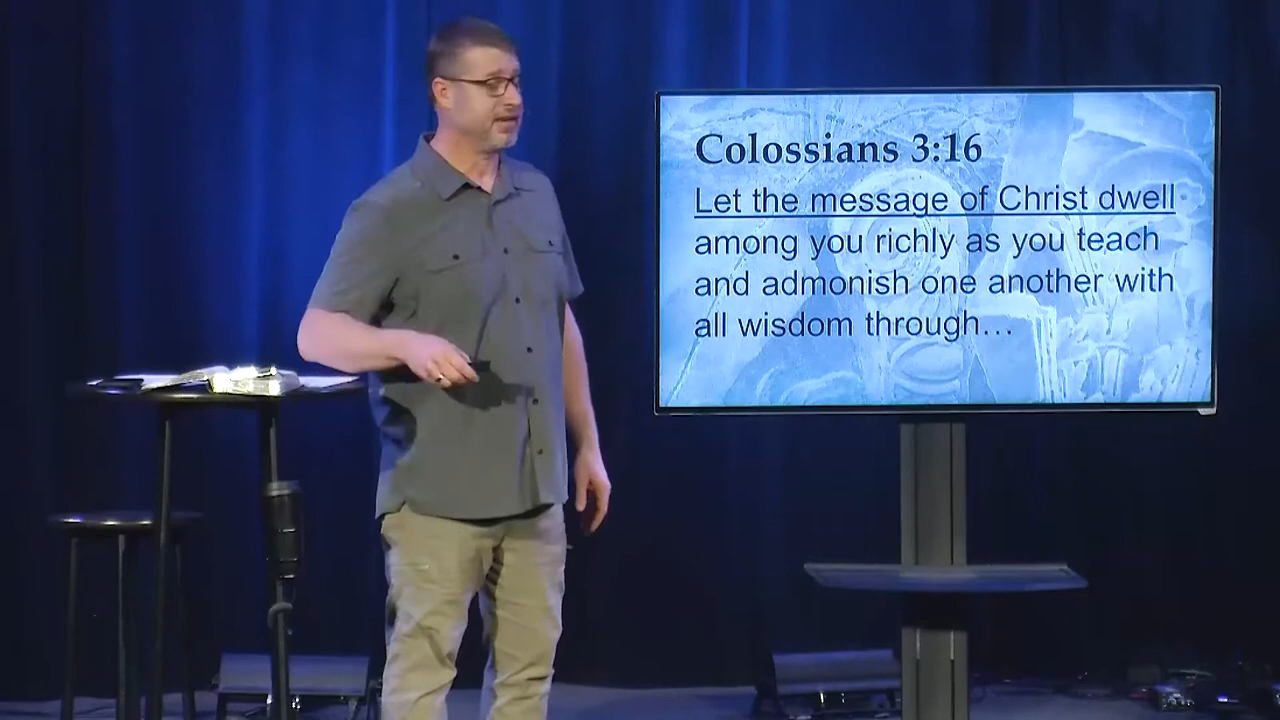 Colossians 3:16
Let the message of Christ dwell
among you richly as you teach
and admonish one another with
all wisdom through…